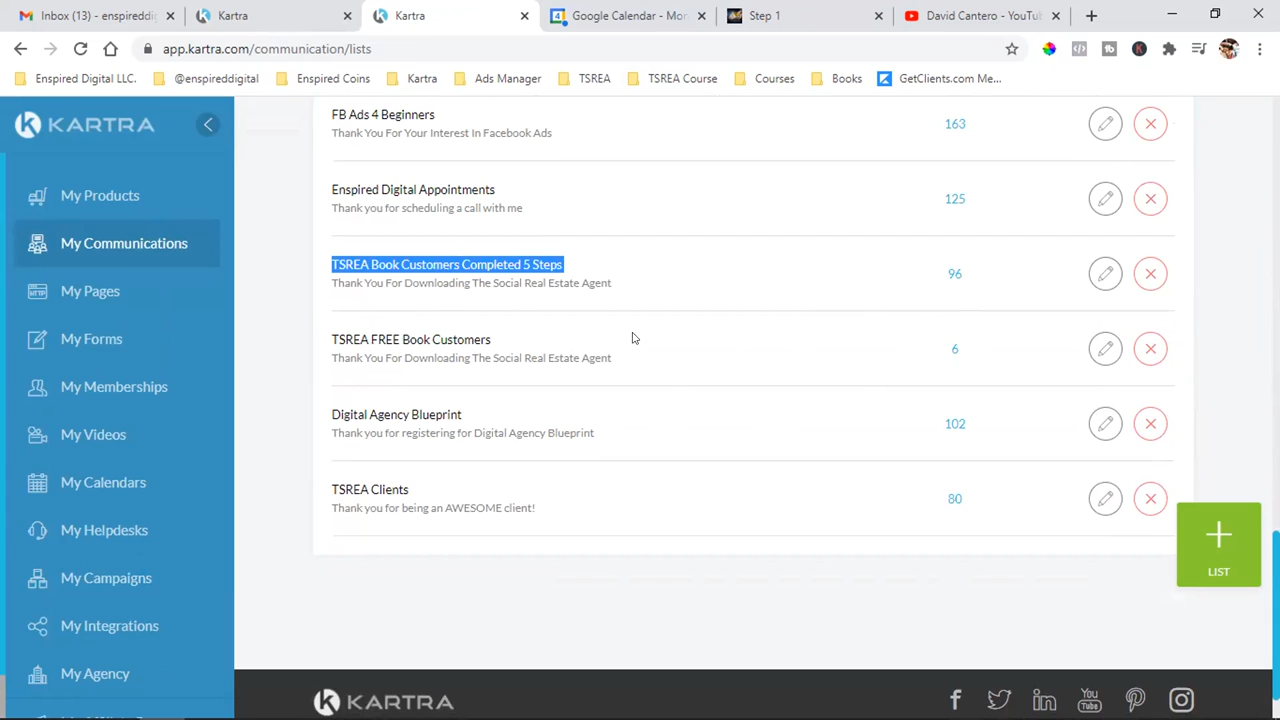 Inbox (13) - enspireddig
Kartra
Kartra
Google Calendar - Mon
Step 1
David Cantero - YouTu
app.kartra.com/communication/lists
Enspired Digital LLC.
@enspireddigital
Enspired Coins
Kartra
Ads Manager
TSREA
TSREA Course
Courses
Books
GetClients.com Me...
KARTRA
My Products
My Communications
My Pages
My Forms
My Memberships
My Videos
My Calendars
My Helpdesks
My Campaigns
My Integrations
My Agency
FB Ads 4 Beginners
Thank You For Your Interest In Facebook Ads
163
Enspired Digital Appointments
Thank you for scheduling a call with me
125
TSREA Book Customers Completed 5 Steps
Thank You For Downloading The Social Real Estate Agent
96
TSREA FREE Book Customers
Thank You For Downloading The Social Real Estate Agent
6
Digital Agency Blueprint
Thank you for registering for Digital Agency Blueprint
102
TSREA Clients
Thank you for being an AWESOME client!
80
LIST
KARTRA
You
Tube